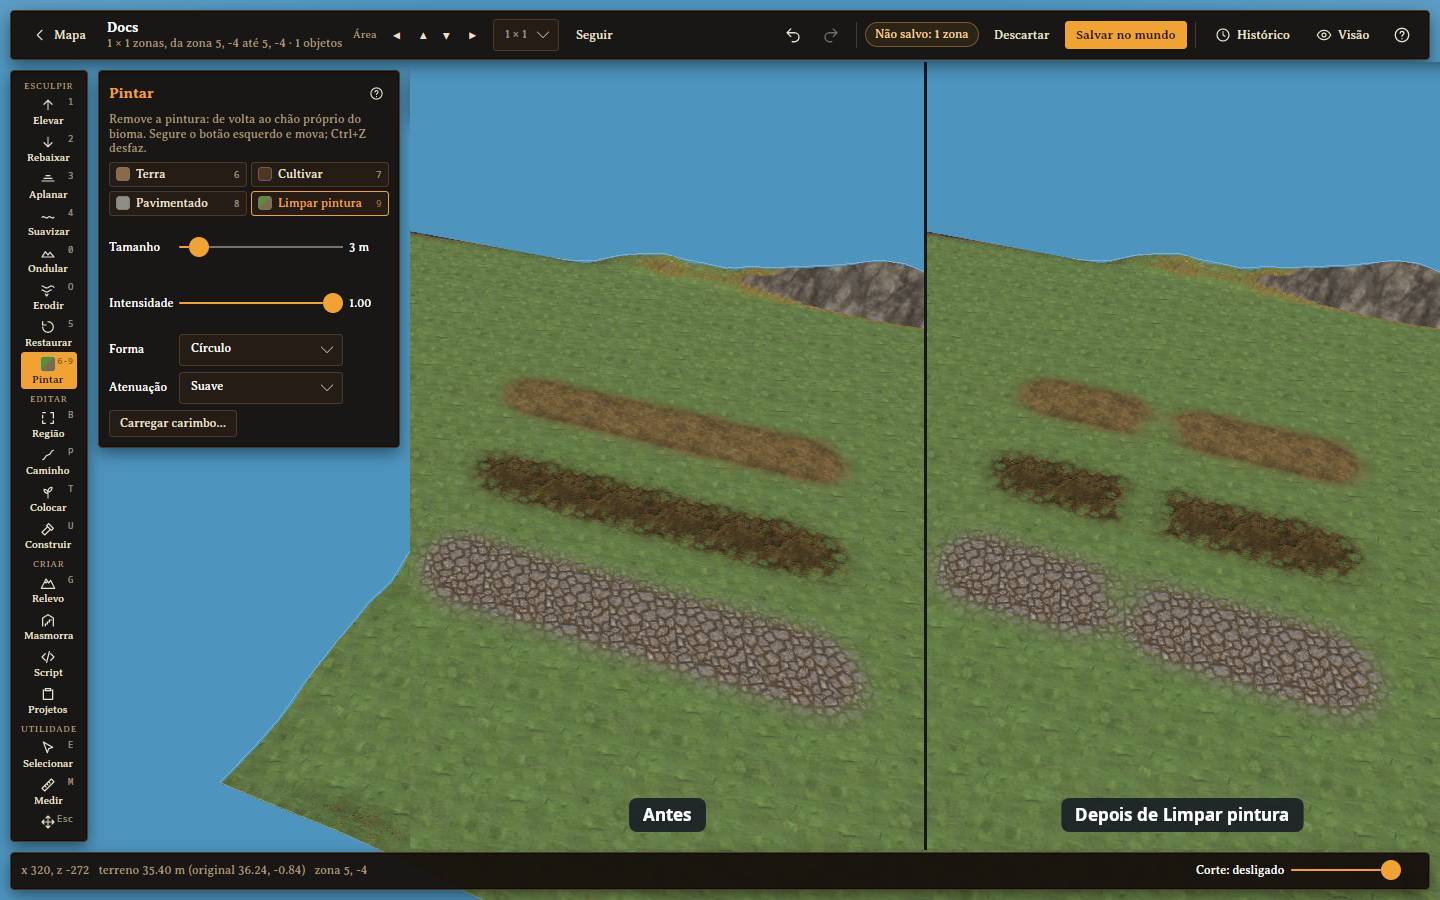 Mapa
Docs
1 × 1 zonas, da zona 5, -4 até 5, -4 · 1 objetos
Área
1 × 1
Seguir
Não salvo: 1 zona
Descartar
Salvar no mundo
Histórico
Visão
ESCULPIR
1
Elevar
2
Rebaixar
3
Aplanar
4
Suavizar
0
Ondular
O
Erodir
5
Restaurar
6-9
Pintar
EDITAR
B
Região
P
Caminho
T
Colocar
U
Construir
CRIAR
G
Relevo
Masmorra
Script
Projetos
UTILIDADE
E
Selecionar
M
Medir
Esc
Pintar
Remove a pintura: de volta ao chão próprio do
bioma. Segure o botão esquerdo e mova; Ctrl+Z
desfaz.
Terra 6
Cultivar 7
Pavimentado 8
Limpar pintura 9
Tamanho 3 m
Intensidade 1.00
Forma Círculo
Atenuação Suave
Carregar carimbo...
Antes
Depois de Limpar pintura
x 320, z -272 terreno 35.40 m (original 36.24, -0.84) zona 5, -4
Corte: desligado